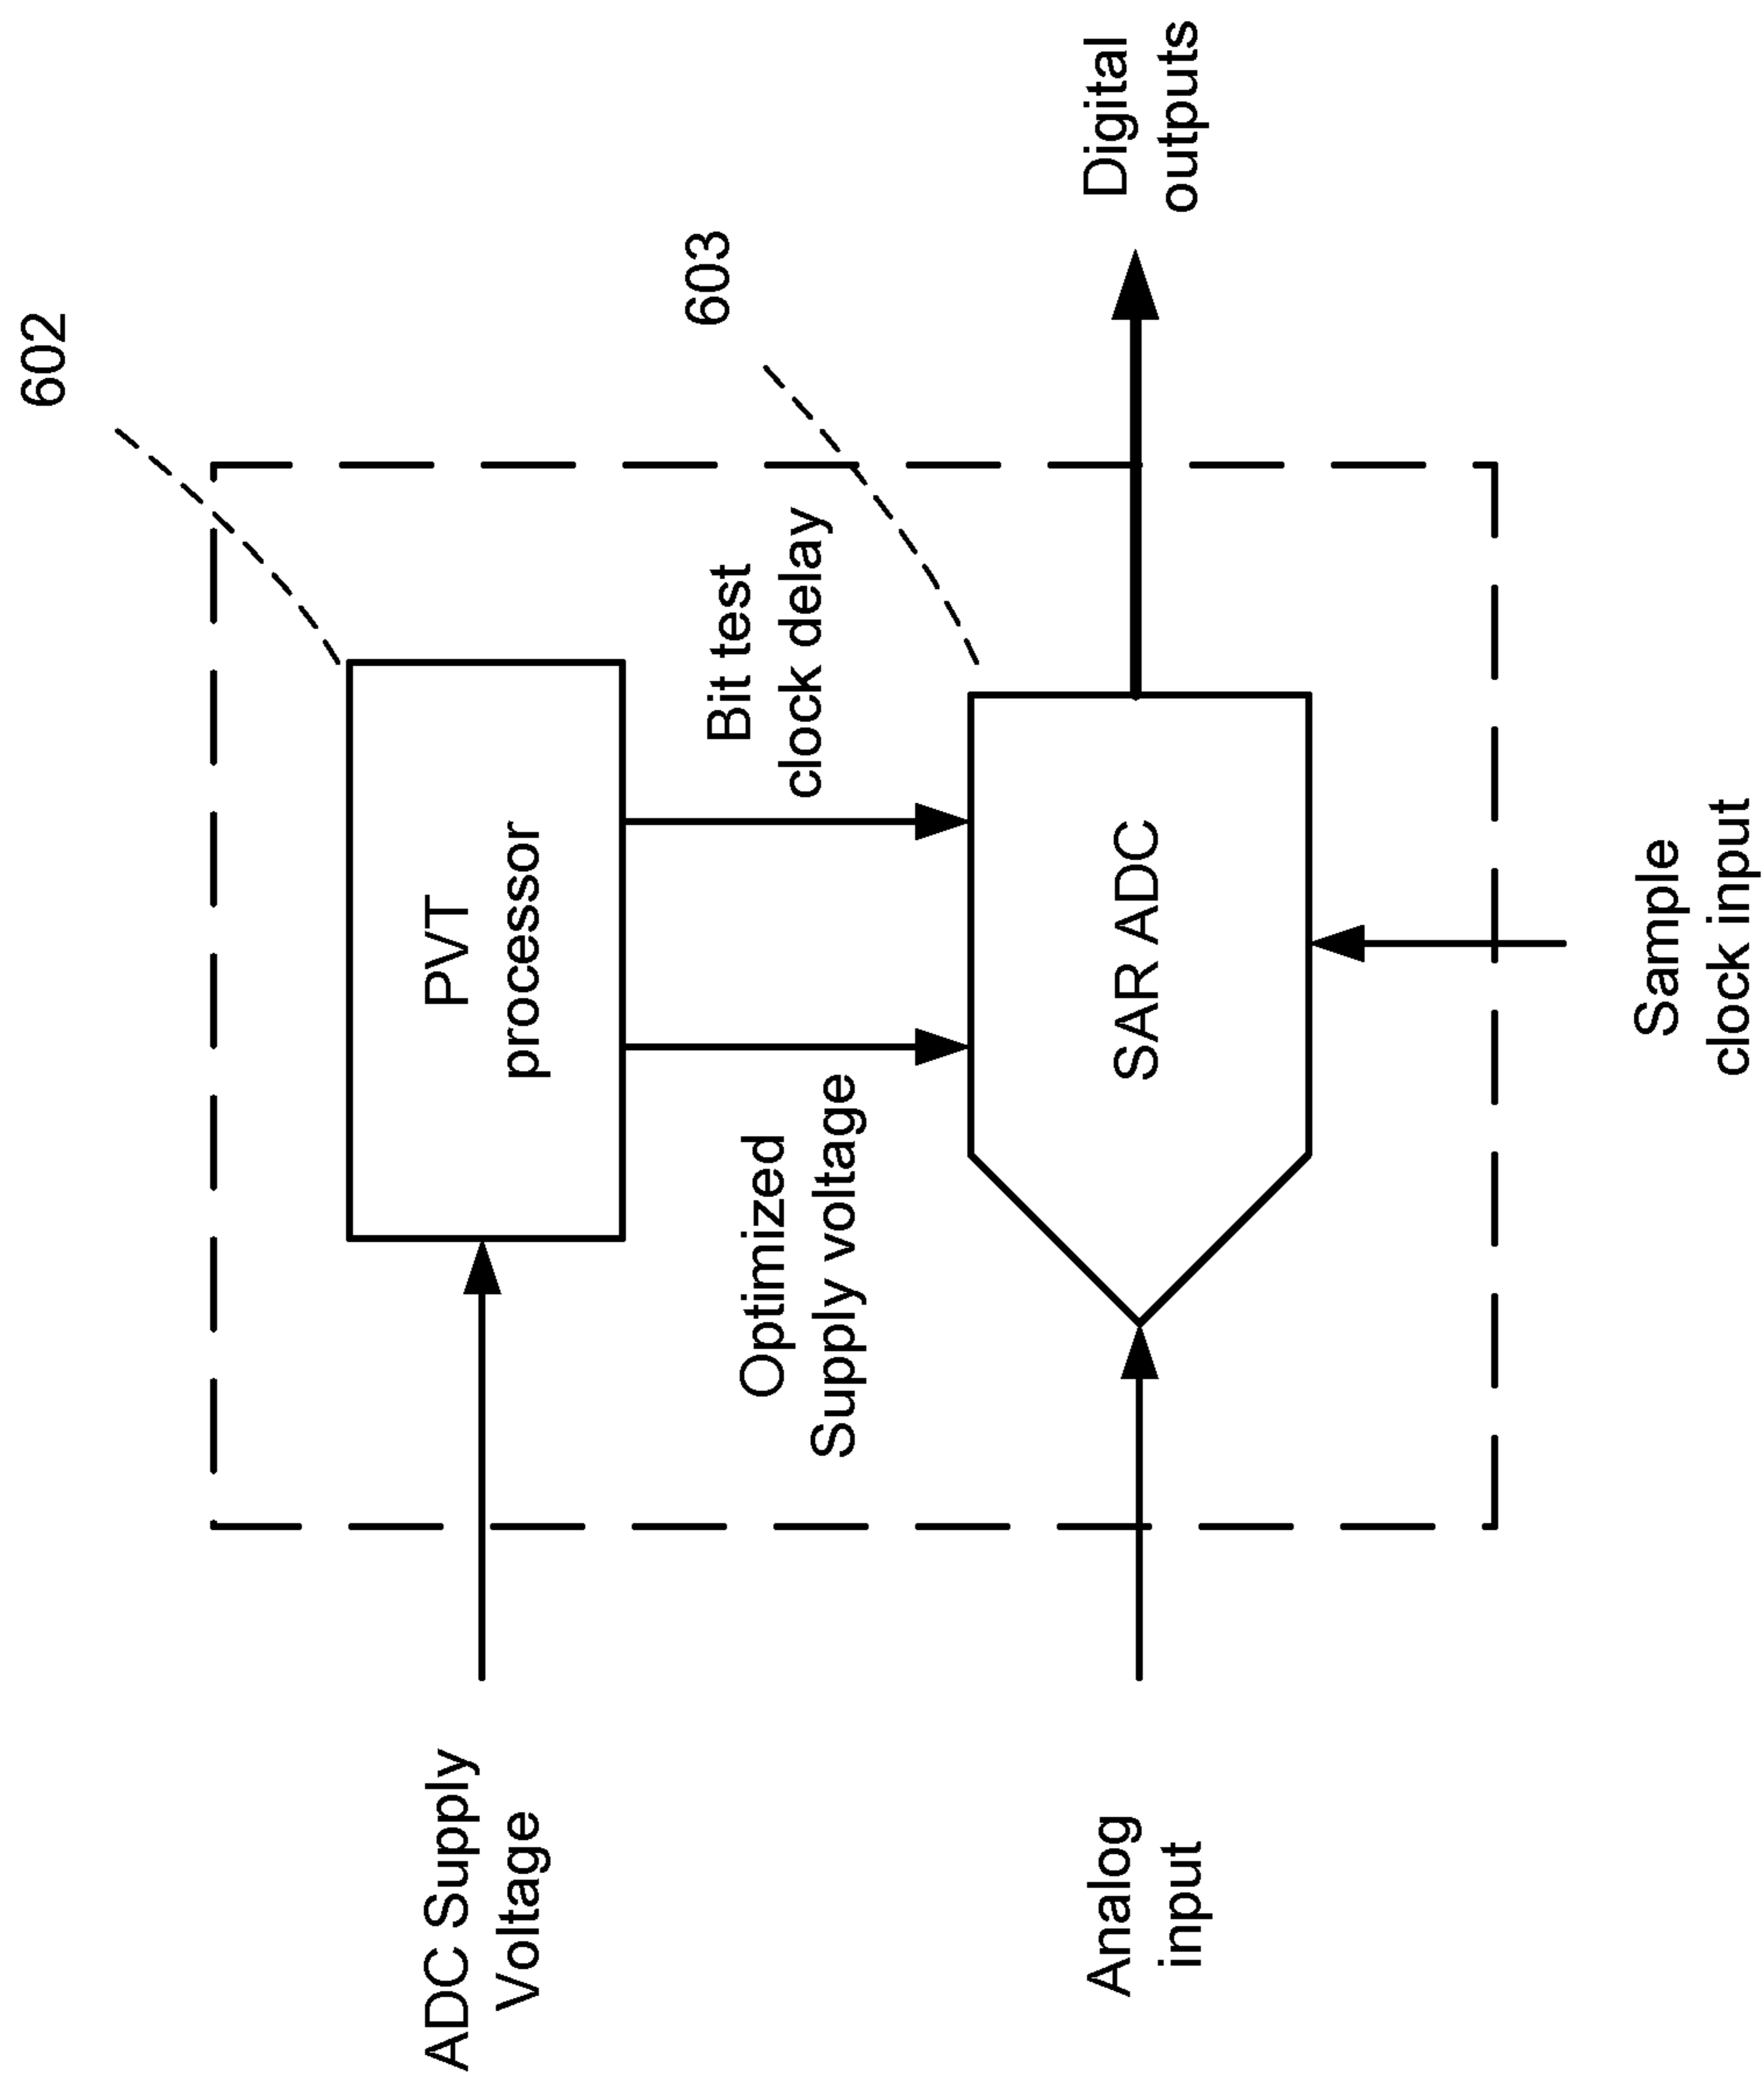 602
603
ADC Supply
Voltage
PVT
processor
Optimized
Supply voltage
Bit test
clock delay
Analog
input
SAR ADC
Digital
outputs
Sample
clock input